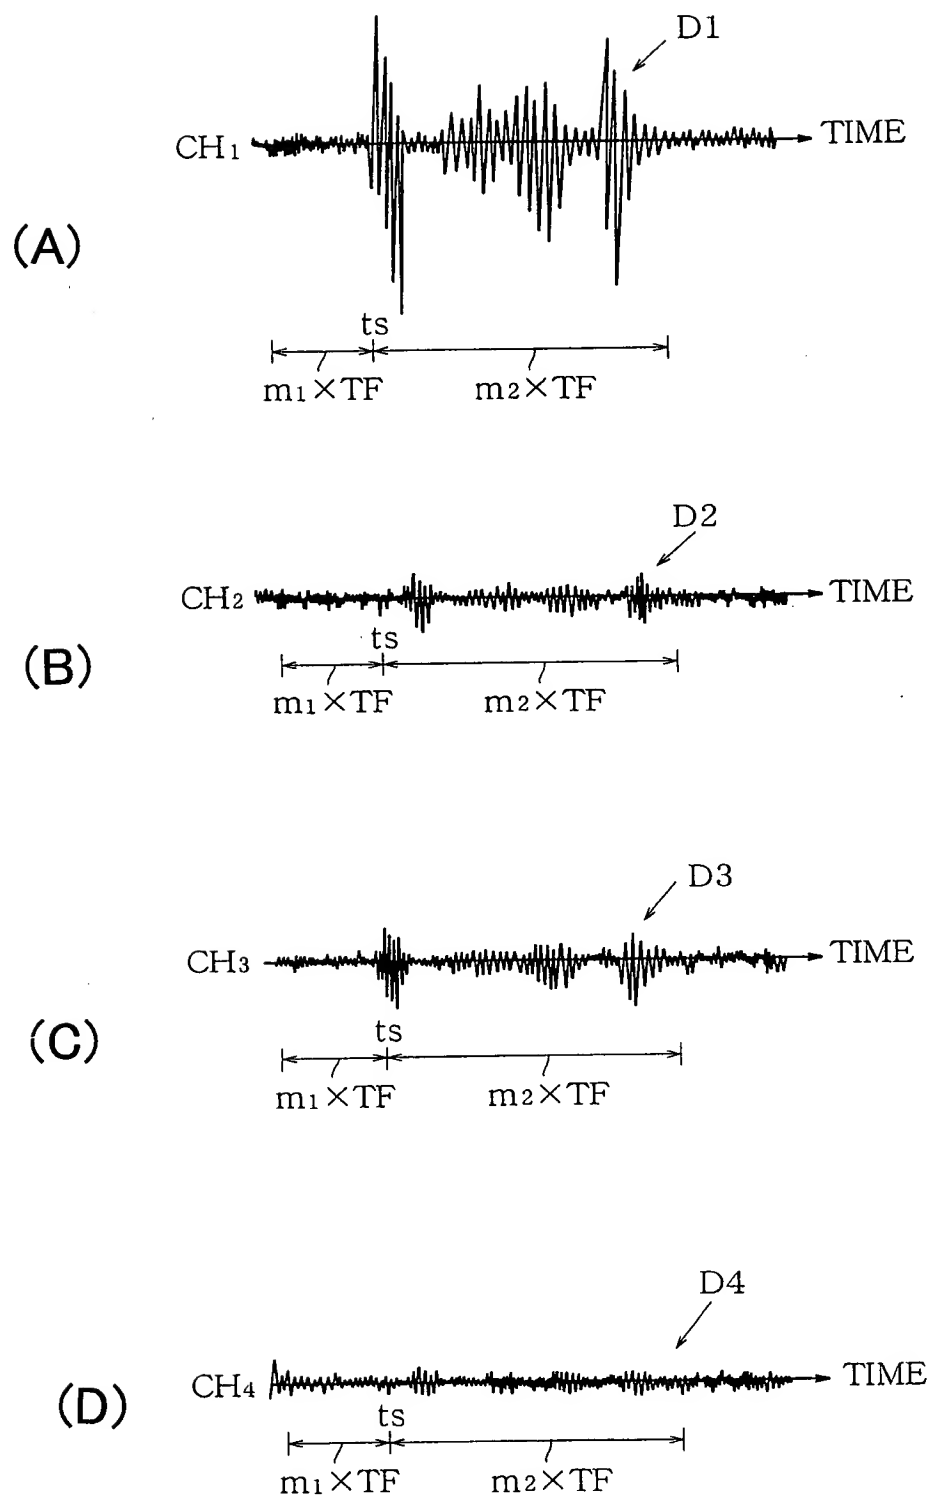 D1
CH1 TIME
(A)
ts
m1×TF m2×TF
D2
CH2 TIME
ts
(B)
m1×TF m2×TF
D3
CH3 TIME
ts
(C)
m1×TF m2×TF
D4
CH4 TIME
(D)
ts
m1×TF m2×TF